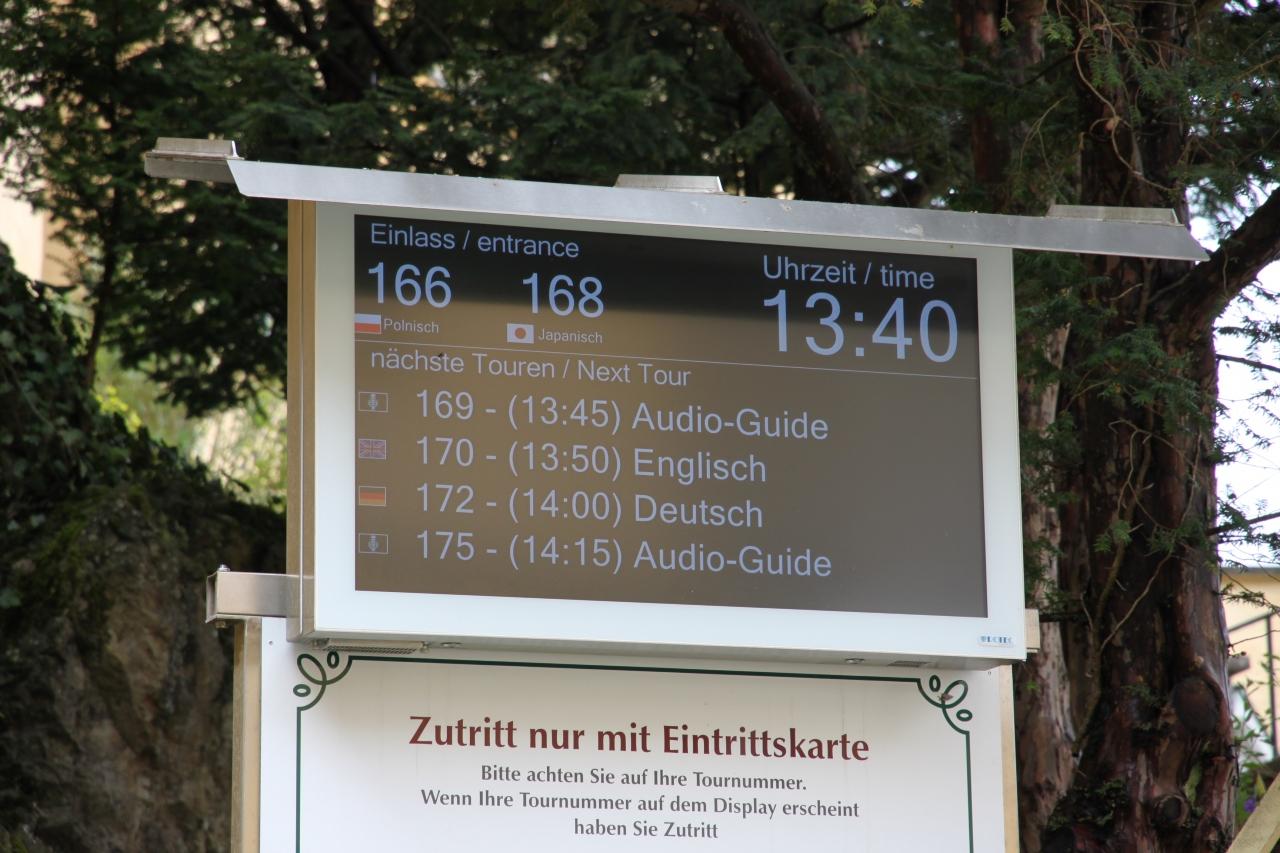 Einlass / entrance
Uhrzeit / time
166 168
13:40
Polnisch Japanisch
nächste Touren / Next Tour
169 - (13:45) Audio-Guide
170 - (13:50) Englisch
172 - (14:00) Deutsch
175 - (14:15) Audio-Guide
Zutritt nur mit Eintrittskarte
Bitte achten Sie auf Ihre Tournummer.
Wenn Ihre Tournummer auf dem Display erscheint
haben Sie Zutritt